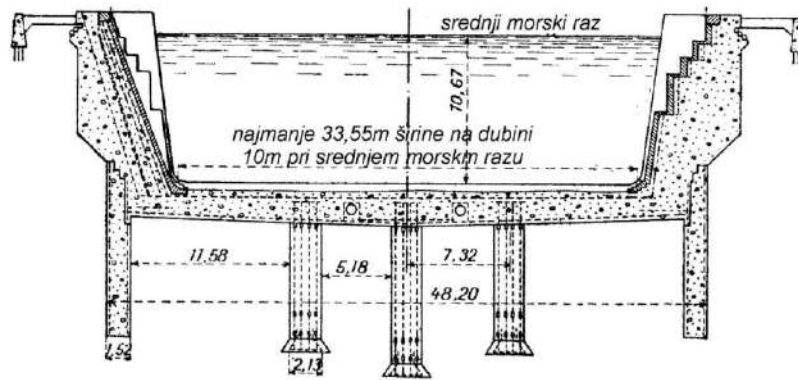 srednji morski raz
10,67
najmanje 33,55m širine na dubini
10m pri srednjem morskm razu
11.58
5,18
7.32
48,20
1,52
2.13